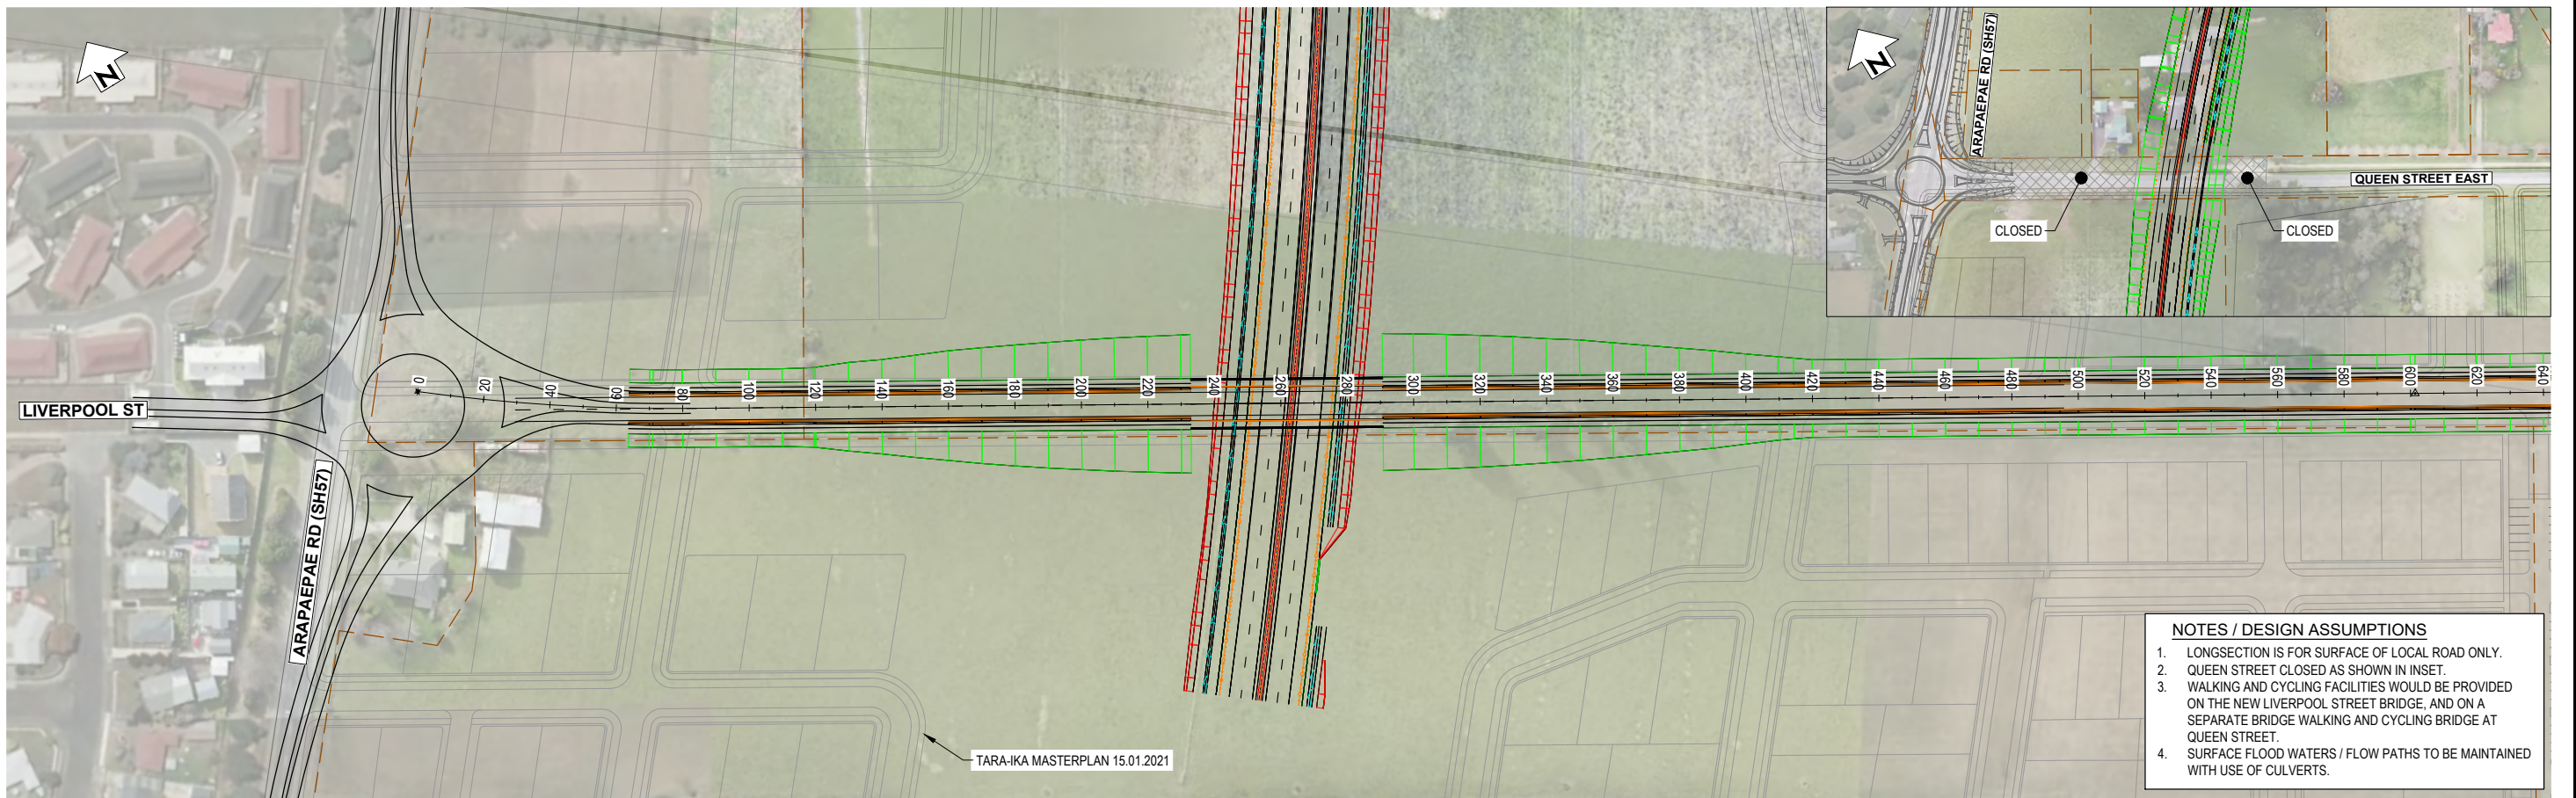 N
LIVERPOOL ST
ARAPAEPAE RD (SH57)
0
20
40
60
80
100
120
140
160
180
200
220
240
260
280
300
320
340
360
380
400
420
440
460
480
500
520
540
560
580
600
620
640
TARA-IKA MASTERPLAN 15.01.2021
N
ARAPAEPAE RD (SH57)
QUEEN STREET EAST
CLOSED
CLOSED
NOTES / DESIGN ASSUMPTIONS
1. LONGSECTION IS FOR SURFACE OF LOCAL ROAD ONLY.
2. QUEEN STREET CLOSED AS SHOWN IN INSET.
3. WALKING AND CYCLING FACILITIES WOULD BE PROVIDED
ON THE NEW LIVERPOOL STREET BRIDGE, AND ON A
SEPARATE BRIDGE WALKING AND CYCLING BRIDGE AT
QUEEN STREET.
4. SURFACE FLOOD WATERS / FLOW PATHS TO BE MAINTAINED
WITH USE OF CULVERTS.